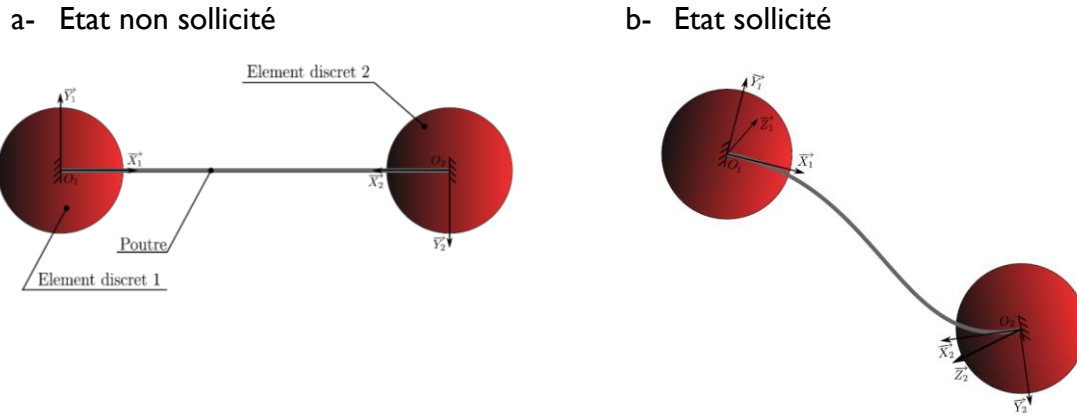 a- Etat non sollicité
b- Etat sollicité
Element discret 2
Y₁
X₁
O₁
O₂
X₂
Y₂
Poutre
Element discret 1
Y₁
Z₁
X₁
O₁
O₂
X₂
Z₂
Y₂